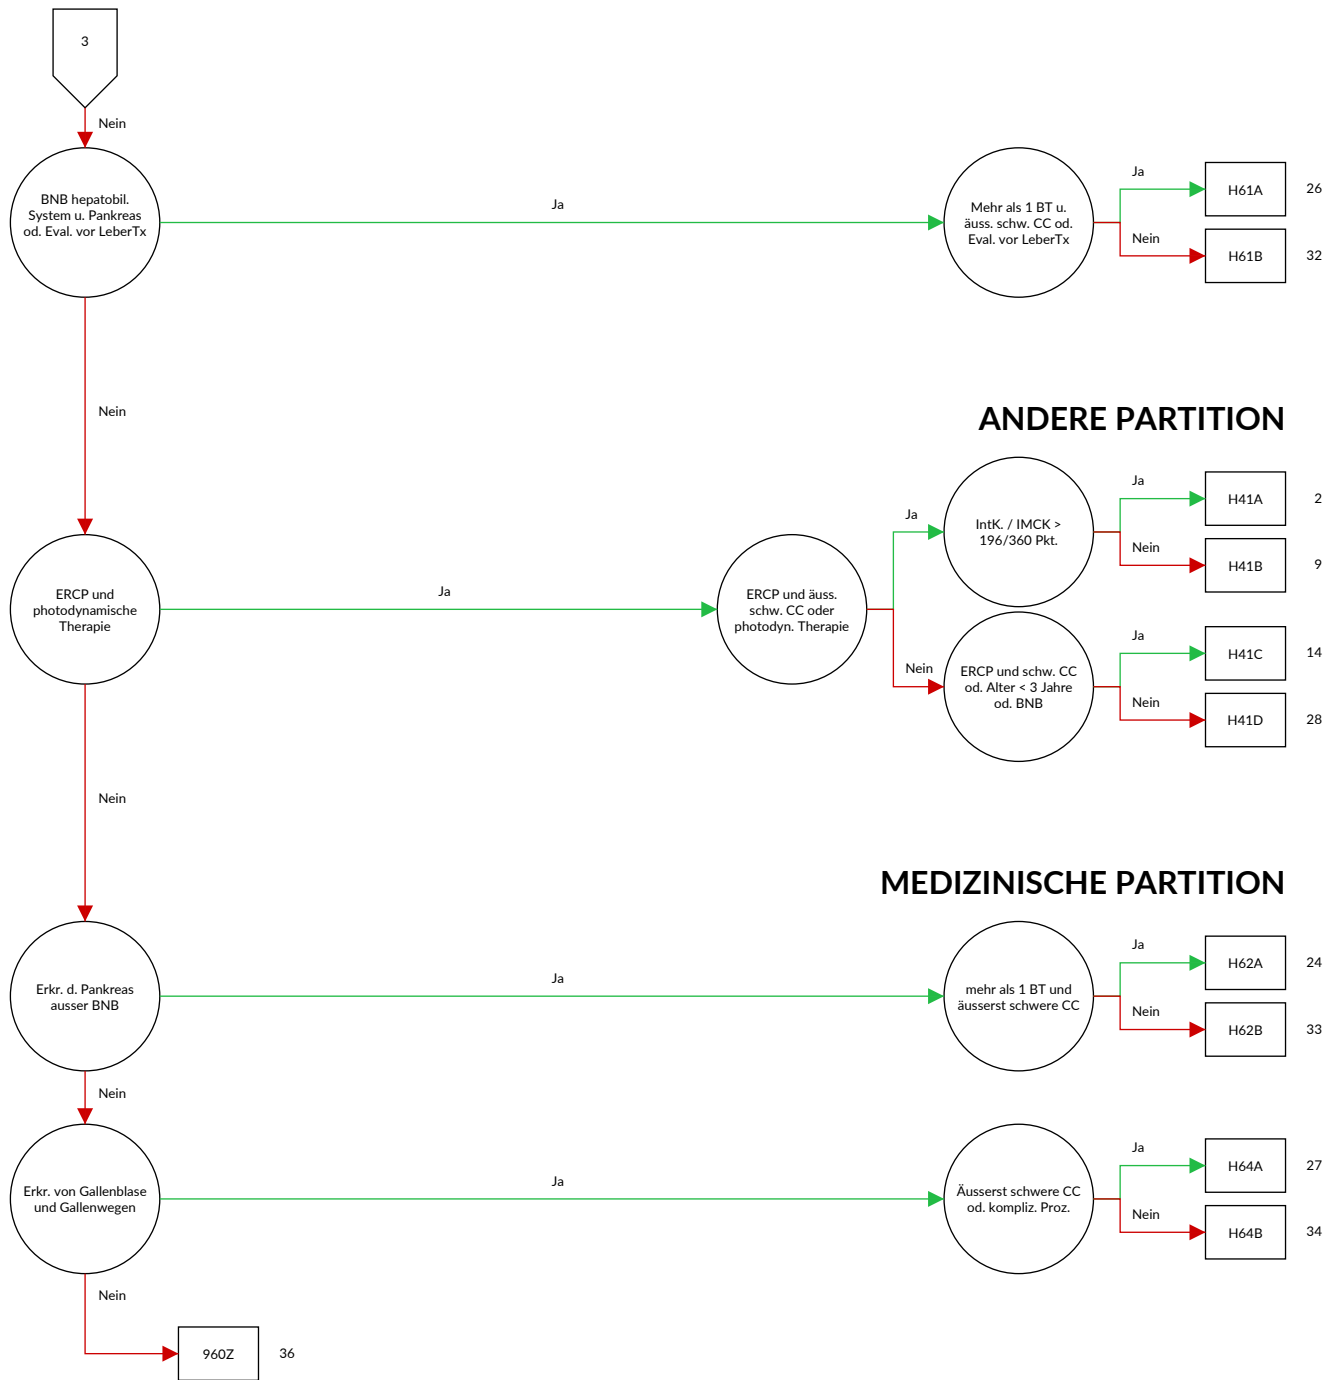 3
Nein
BNB hepatobil.
System u. Pankreas
od. Eval. vor LeberTx
Ja
Mehr als 1 BT u.
äuss. schw. CC od.
Eval. vor LeberTx
Ja
H61A
26
Nein
H61B
32
Nein
ANDERE PARTITION
ERCP und
photodynamische
Therapie
Ja
ERCP und äuss.
schw. CC oder
photodyn. Therapie
Ja
IntK. / IMCK >
196/360 Pkt.
Ja
H41A
2
Nein
H41B
9
Nein
ERCP und schw. CC
od. Alter < 3 Jahre
od. BNB
Ja
H41C
14
Nein
H41D
28
Nein
MEDIZINISCHE PARTITION
Erkr. d. Pankreas
ausser BNB
Ja
mehr als 1 BT und
äusserst schwere CC
Ja
H62A
24
Nein
H62B
33
Nein
Erkr. von Gallenblase
und Gallenwegen
Ja
Äusserst schwere CC
od. kompliz. Proz.
Ja
H64A
27
Nein
H64B
34
Nein
960Z
36